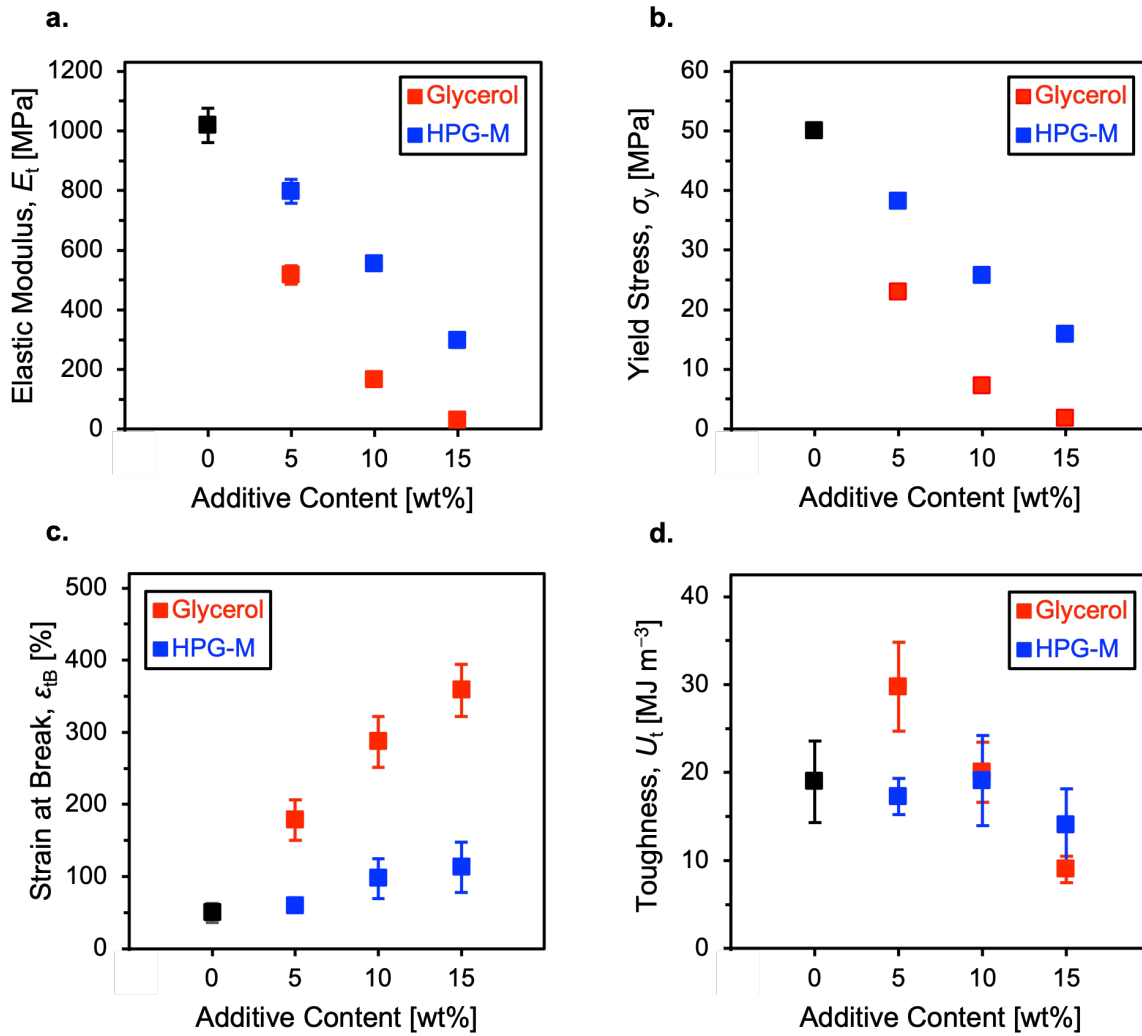 a.
Elastic Modulus, Et [MPa]
1200
1000
800
600
400
200
0
Glycerol
HPG-M
0 5 10 15
Additive Content [wt%]
b.
Yield Stress, σy [MPa]
60
50
40
30
20
10
0
Glycerol
HPG-M
0 5 10 15
Additive Content [wt%]
c.
Strain at Break, εtB [%]
500
400
300
200
100
0
Glycerol
HPG-M
0 5 10 15
Additive Content [wt%]
d.
Toughness, Ut [MJ m⁻³]
40
30
20
10
0
Glycerol
HPG-M
0 5 10 15
Additive Content [wt%]